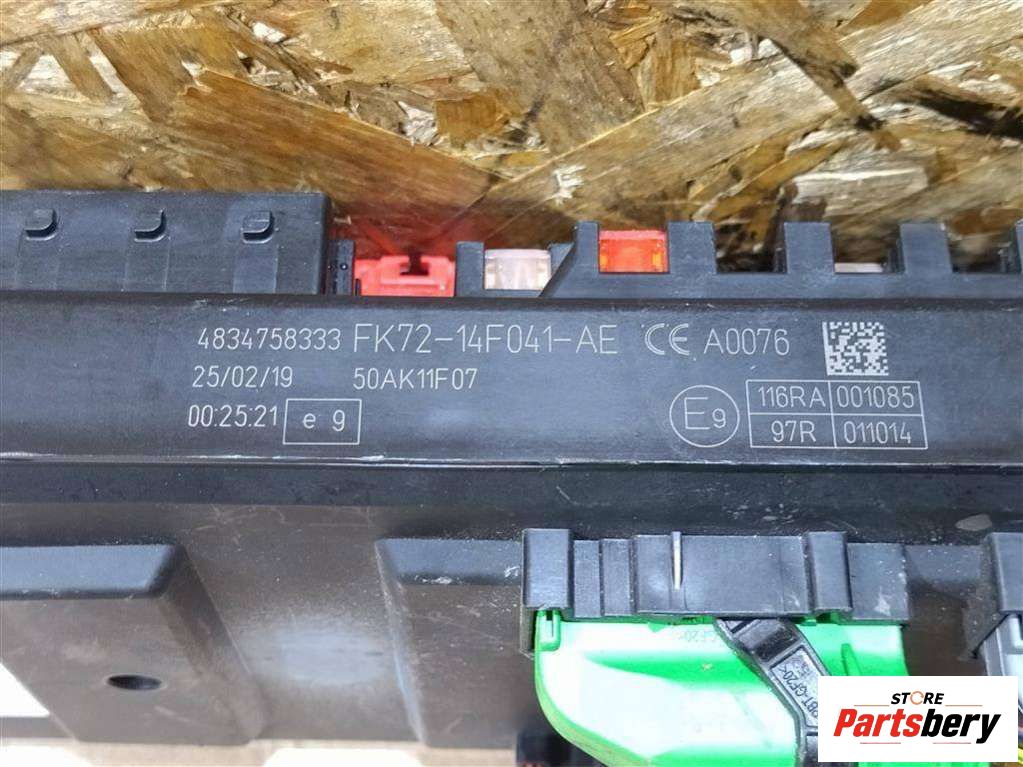 4834758333 FK72-14F041-AE CE A0076
25/02/19 50AK11F07
00:25:21 e 9
E9 116RA 001085
97R 011014
STORE
Partsbery